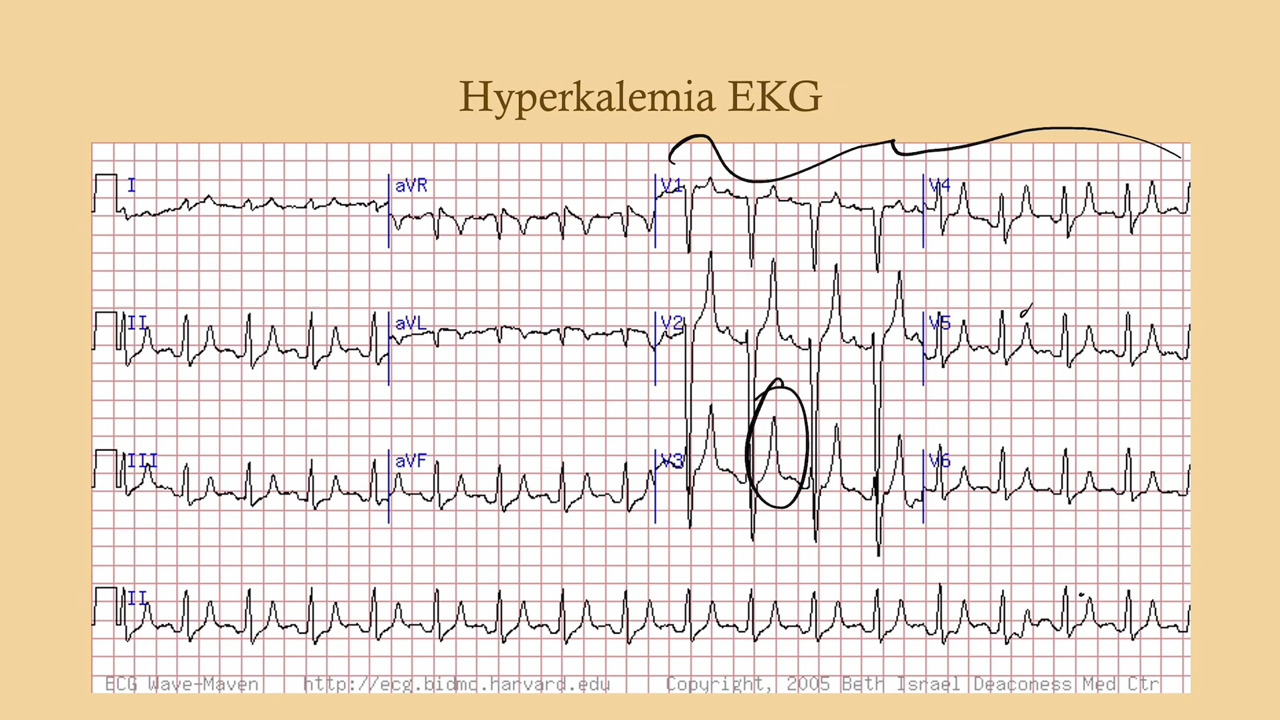 Hyperkalemia EKG
I aVR V1 V4
II aVL V2 V5
III aVF V3 V6
II
ECG Wave-Maven http://ecg.bidmc.harvard.edu Copyright, 2005 Beth Israel Deaconess Med Ctr